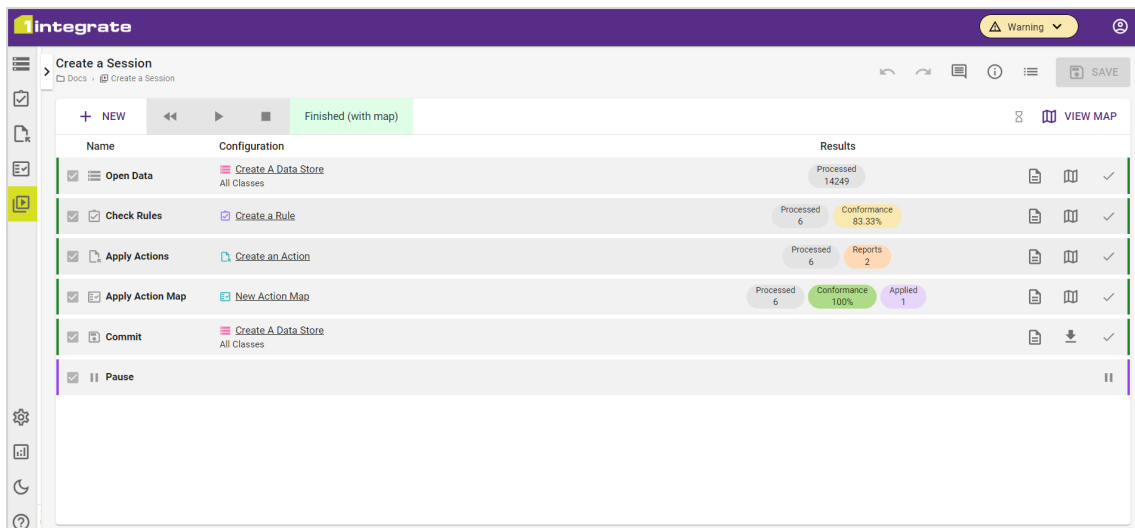 1integrate
Warning
Create a Session
Docs › Create a Session
SAVE
NEW
Finished (with map)
VIEW MAP
Name Configuration Results
Open Data Create A Data Store Processed
All Classes 14249
Check Rules Create a Rule Processed Conformance
6 83.33%
Apply Actions Create an Action Processed Reports
6 2
Apply Action Map New Action Map Processed Conformance Applied
6 100% 1
Commit Create A Data Store
All Classes
Pause